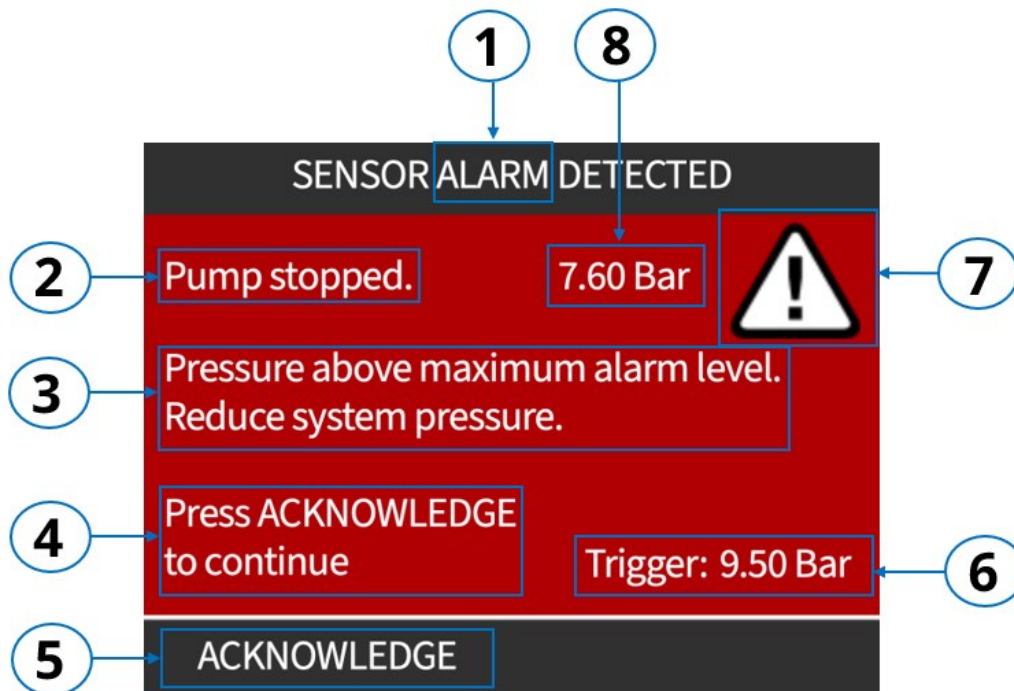 1 8
SENSOR ALARM DETECTED
2 Pump stopped. 7.60 Bar 7
3 Pressure above maximum alarm level.
Reduce system pressure.
4 Press ACKNOWLEDGE
to continue
Trigger: 9.50 Bar 6
5 ACKNOWLEDGE